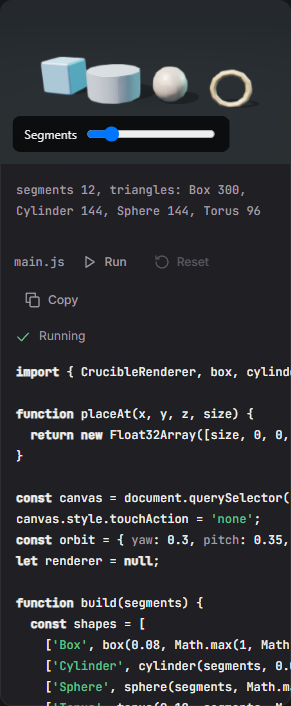 Segments
segments 12, triangles: Box 300,
Cylinder 144, Sphere 144, Torus 96
main.js Run Reset
Copy
Running
import { CrucibleRenderer, box, cylind
function placeAt(x, y, z, size) {
return new Float32Array([size, 0, 0,
}
const canvas = document.querySelector(
canvas.style.touchAction = 'none';
const orbit = { yaw: 0.3, pitch: 0.35,
let renderer = null;
function build(segments) {
const shapes = [
['Box', box(0.08, Math.max(1, Math
['Cylinder', cylinder(segments, 0.0
['Sphere', sphere(segments, Math.ma